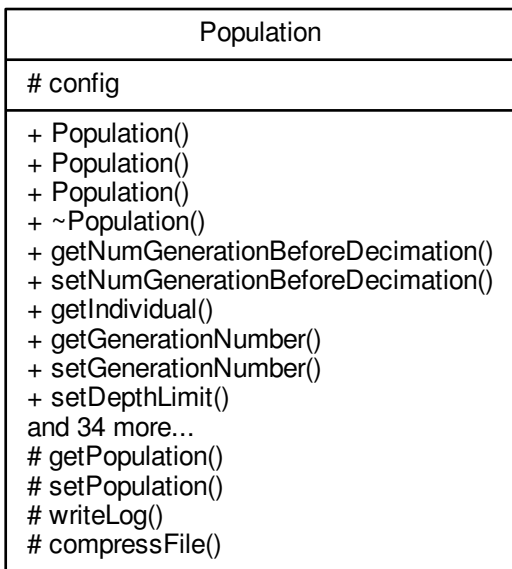 Population
# config
+ Population()
+ Population()
+ Population()
+ ~Population()
+ getNumGenerationBeforeDecimation()
+ setNumGenerationBeforeDecimation()
+ getIndividual()
+ getGenerationNumber()
+ setGenerationNumber()
+ setDepthLimit()
and 34 more...
# getPopulation()
# setPopulation()
# writeLog()
# compressFile()